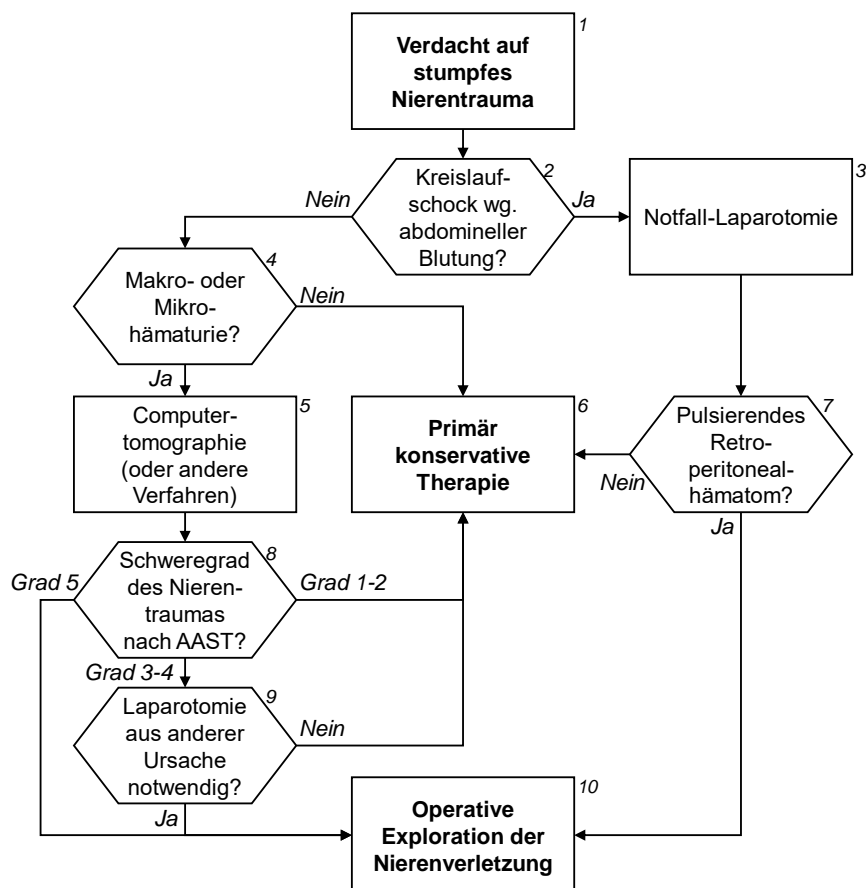 1
Verdacht auf
stumpfes
Nierentrauma
2
Kreislauf-
schock wg.
abdomineller
Blutung?
Nein
Ja
3
Notfall-Laparotomie
4
Makro- oder
Mikro-
hämaturie?
Nein
Ja
5
Computer-
tomographie
(oder andere
Verfahren)
6
Primär
konservative
Therapie
7
Pulsierendes
Retro-
peritoneal-
hämatom?
Nein
Ja
8
Schweregrad
des Nieren-
traumas
nach AAST?
Grad 5
Grad 1-2
Grad 3-4
9
Laparotomie
aus anderer
Ursache
notwendig?
Nein
Ja
10
Operative
Exploration der
Nierenverletzung